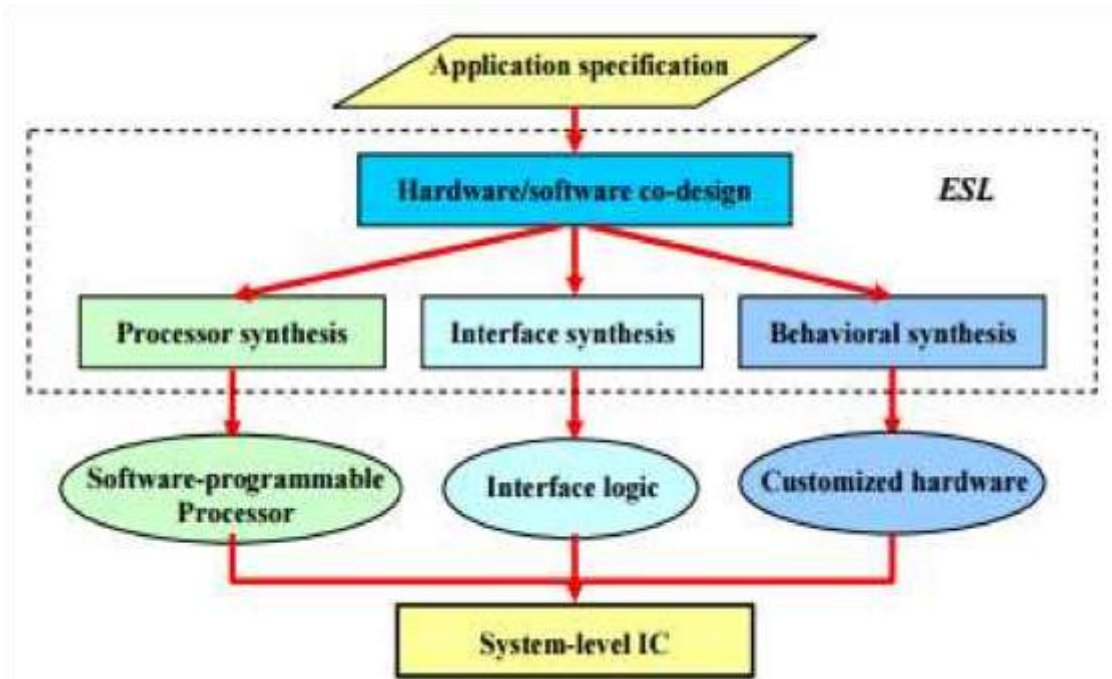 Application specification
Hardware/software co-design
ESL
Processor synthesis
Interface synthesis
Behavioral synthesis
Software-programmable
Processor
Interface logic
Customized hardware
System-level IC